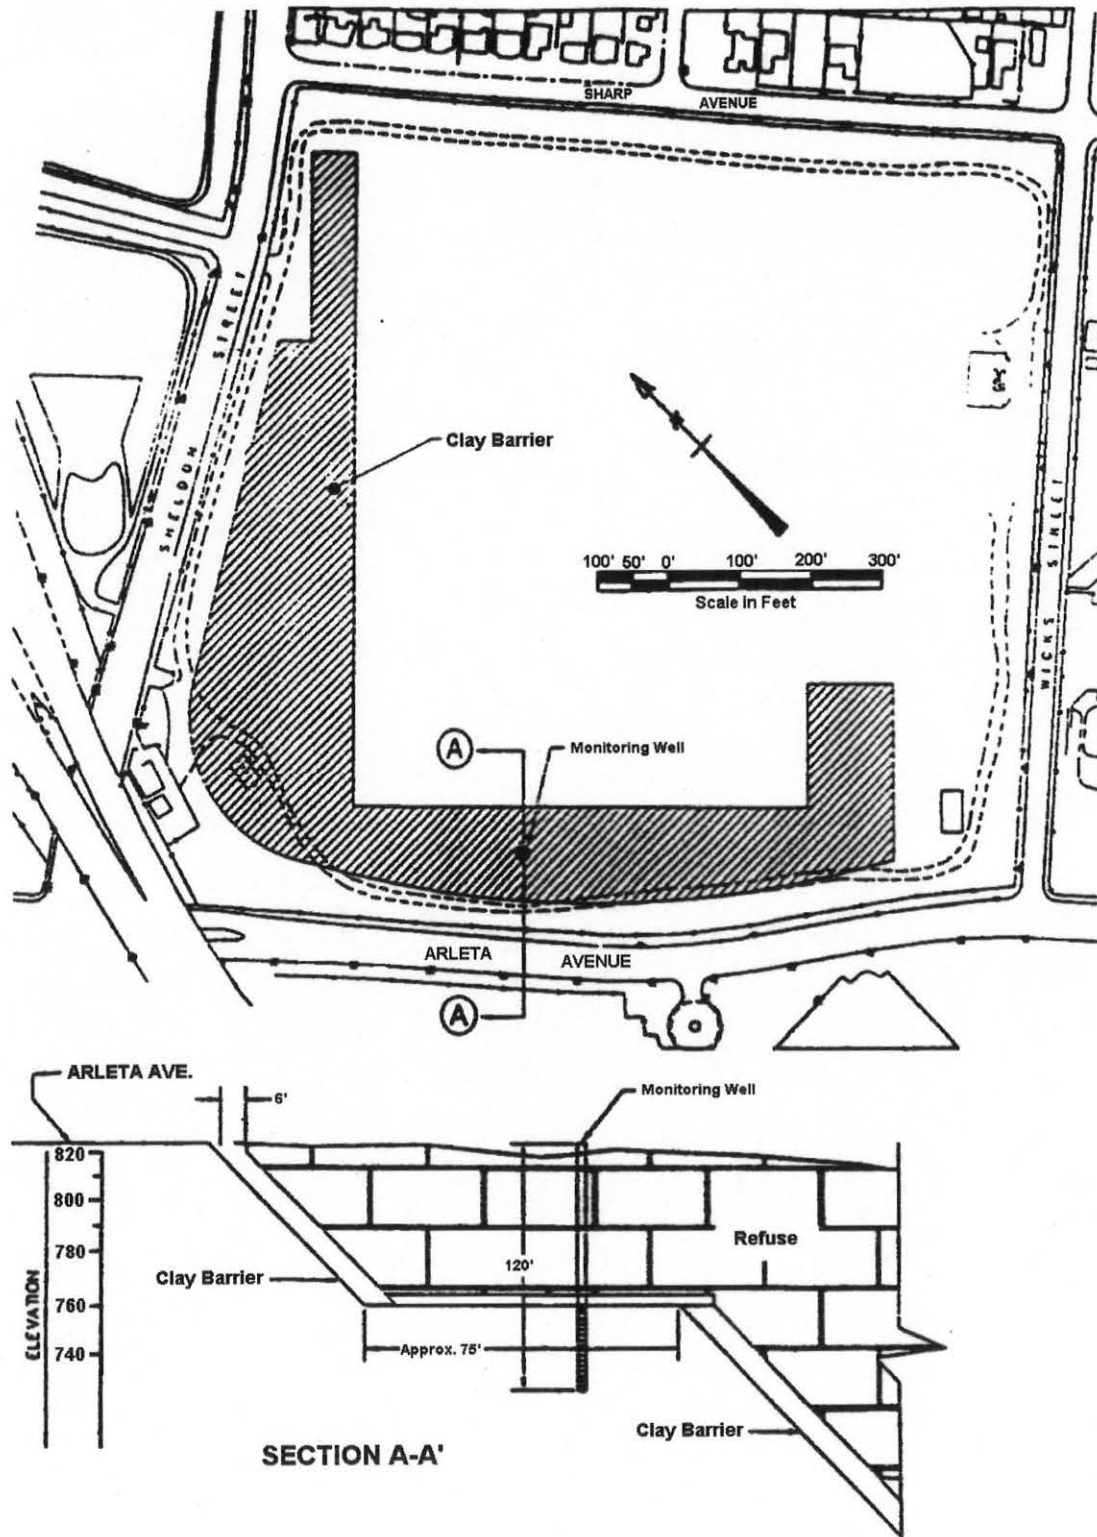 SHARP AVENUE
SHELDON STREET
Clay Barrier
100' 50' 0' 100' 200' 300'
Scale in Feet
WICKS STREET
A
Monitoring Well
ARLETA AVENUE
A
ARLETA AVE.
6'
Monitoring Well
820
800
780
760
740
ELEVATION
Refuse
120'
Clay Barrier
Approx. 75'
Clay Barrier
SECTION A-A'